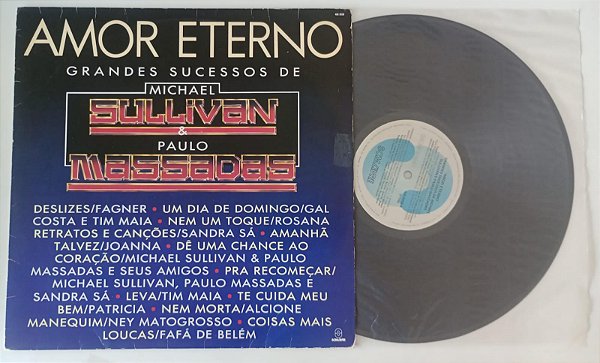 AMOR ETERNO
GRANDES SUCESSOS DE
MICHAEL
SULLIVAN
&
PAULO
MASSADAS
DESLIZES/FAGNER • UM DIA DE DOMINGO/GAL
COSTA E TIM MAIA • NEM UM TOQUE/ROSANA
RETRATOS E CANÇÕES/SANDRA SÁ • AMANHÃ
TALVEZ/JOANNA • DÊ UMA CHANCE AO
CORAÇÃO/MICHAEL SULLIVAN & PAULO
MASSADAS E SEUS AMIGOS • PRA RECOMEÇAR/
MICHAEL SULLIVAN, PAULO MASSADAS E
SANDRA SÁ • LEVA/TIM MAIA • TE CUIDA MEU
BEM/PATRICIA • NEM MORTA/ALCIONE
MANEQUIM/NEY MATOGROSSO • COISAS MAIS
LOUCAS/FAFÁ DE BELÉM